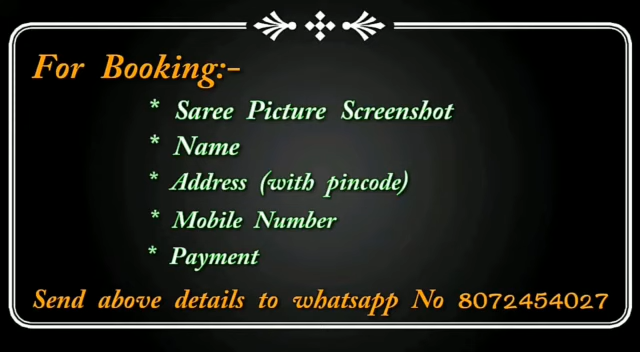 For Booking:-
* Saree Picture Screenshot
* Name
* Address (with pincode)
* Mobile Number
* Payment
Send above details to whatsapp No 8072454027